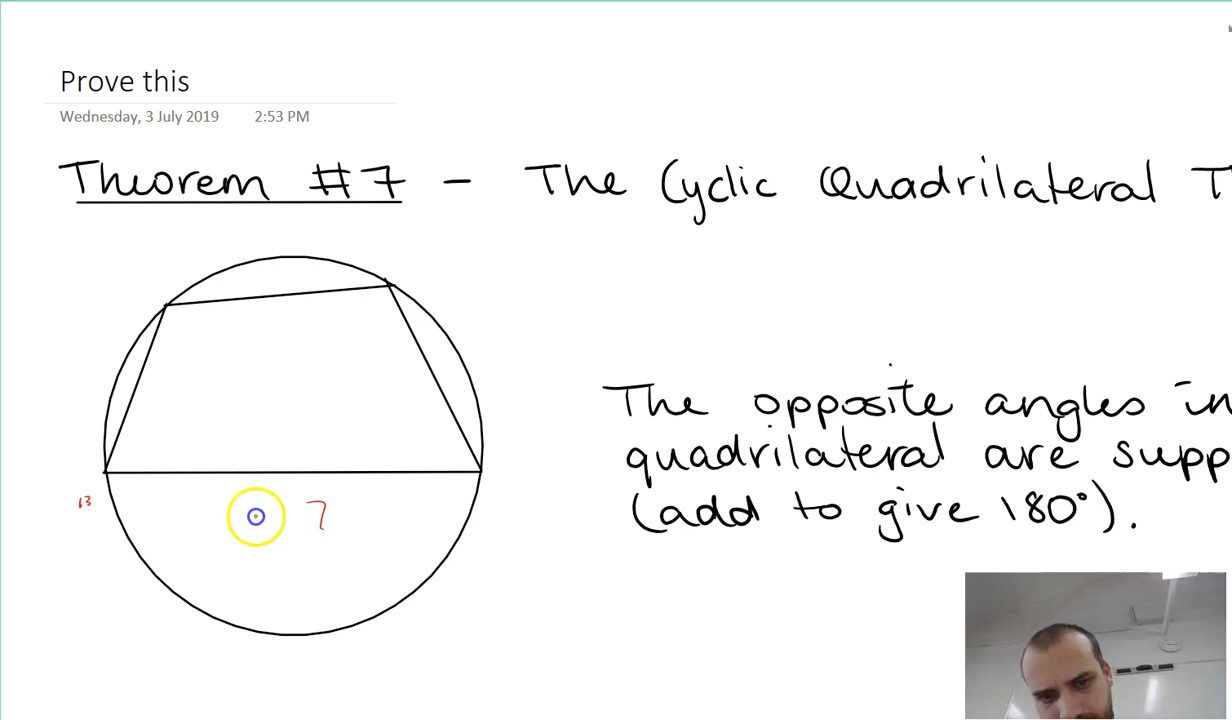 Prove this
Wednesday, 3 July 2019 2:53 PM
Theorem #7 - The Cyclic Quadrilateral T
The opposite angles in
quadrilateral are supp
(add to give 180°).
13
7